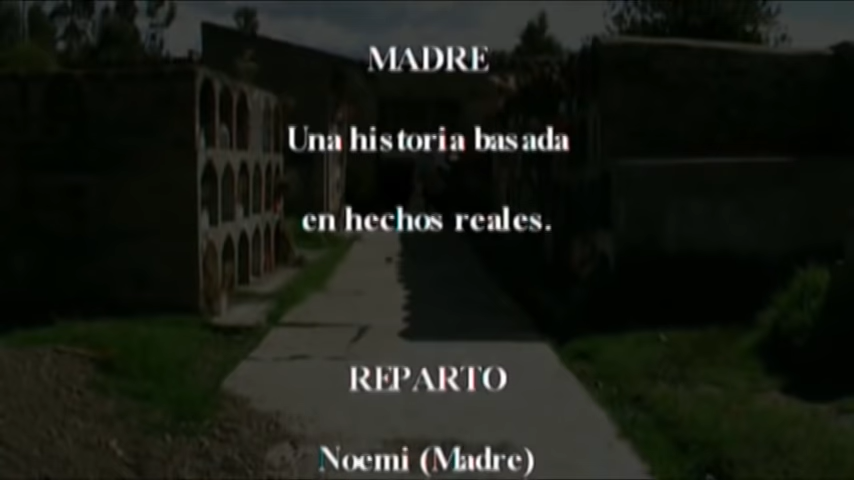 MADRE
Una historia basada
en hechos reales.
REPARTO
Noemi (Madre)